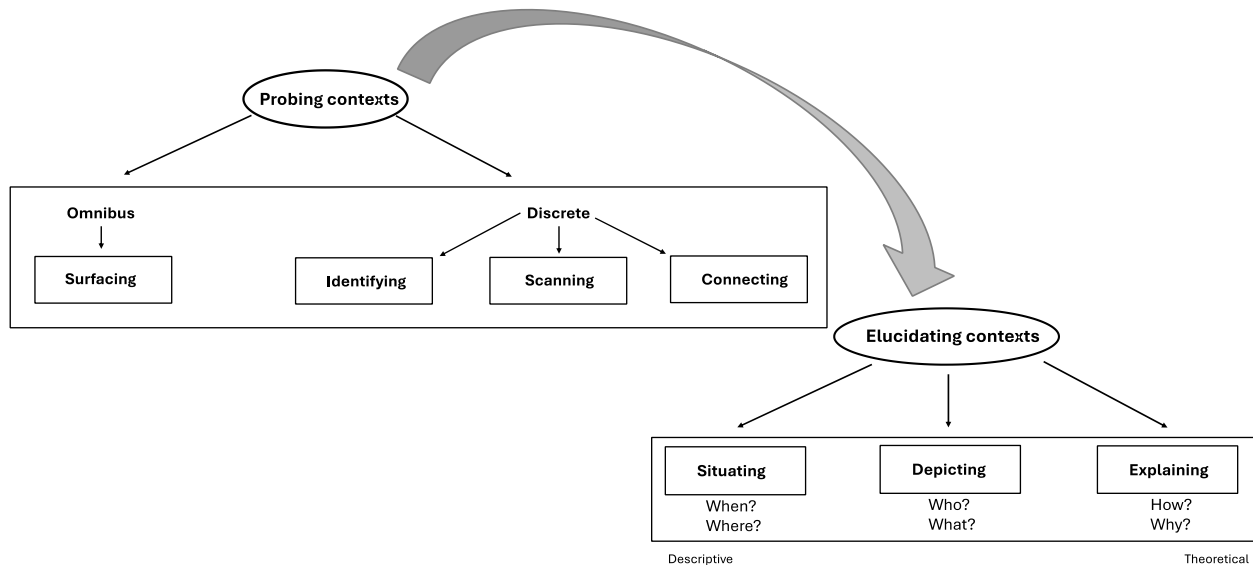 Probing contexts
Omnibus
Discrete
Surfacing
Identifying
Scanning
Connecting
Elucidating contexts
Situating
Depicting
Explaining
When?
Where?
Who?
What?
How?
Why?
Descriptive
Theoretical